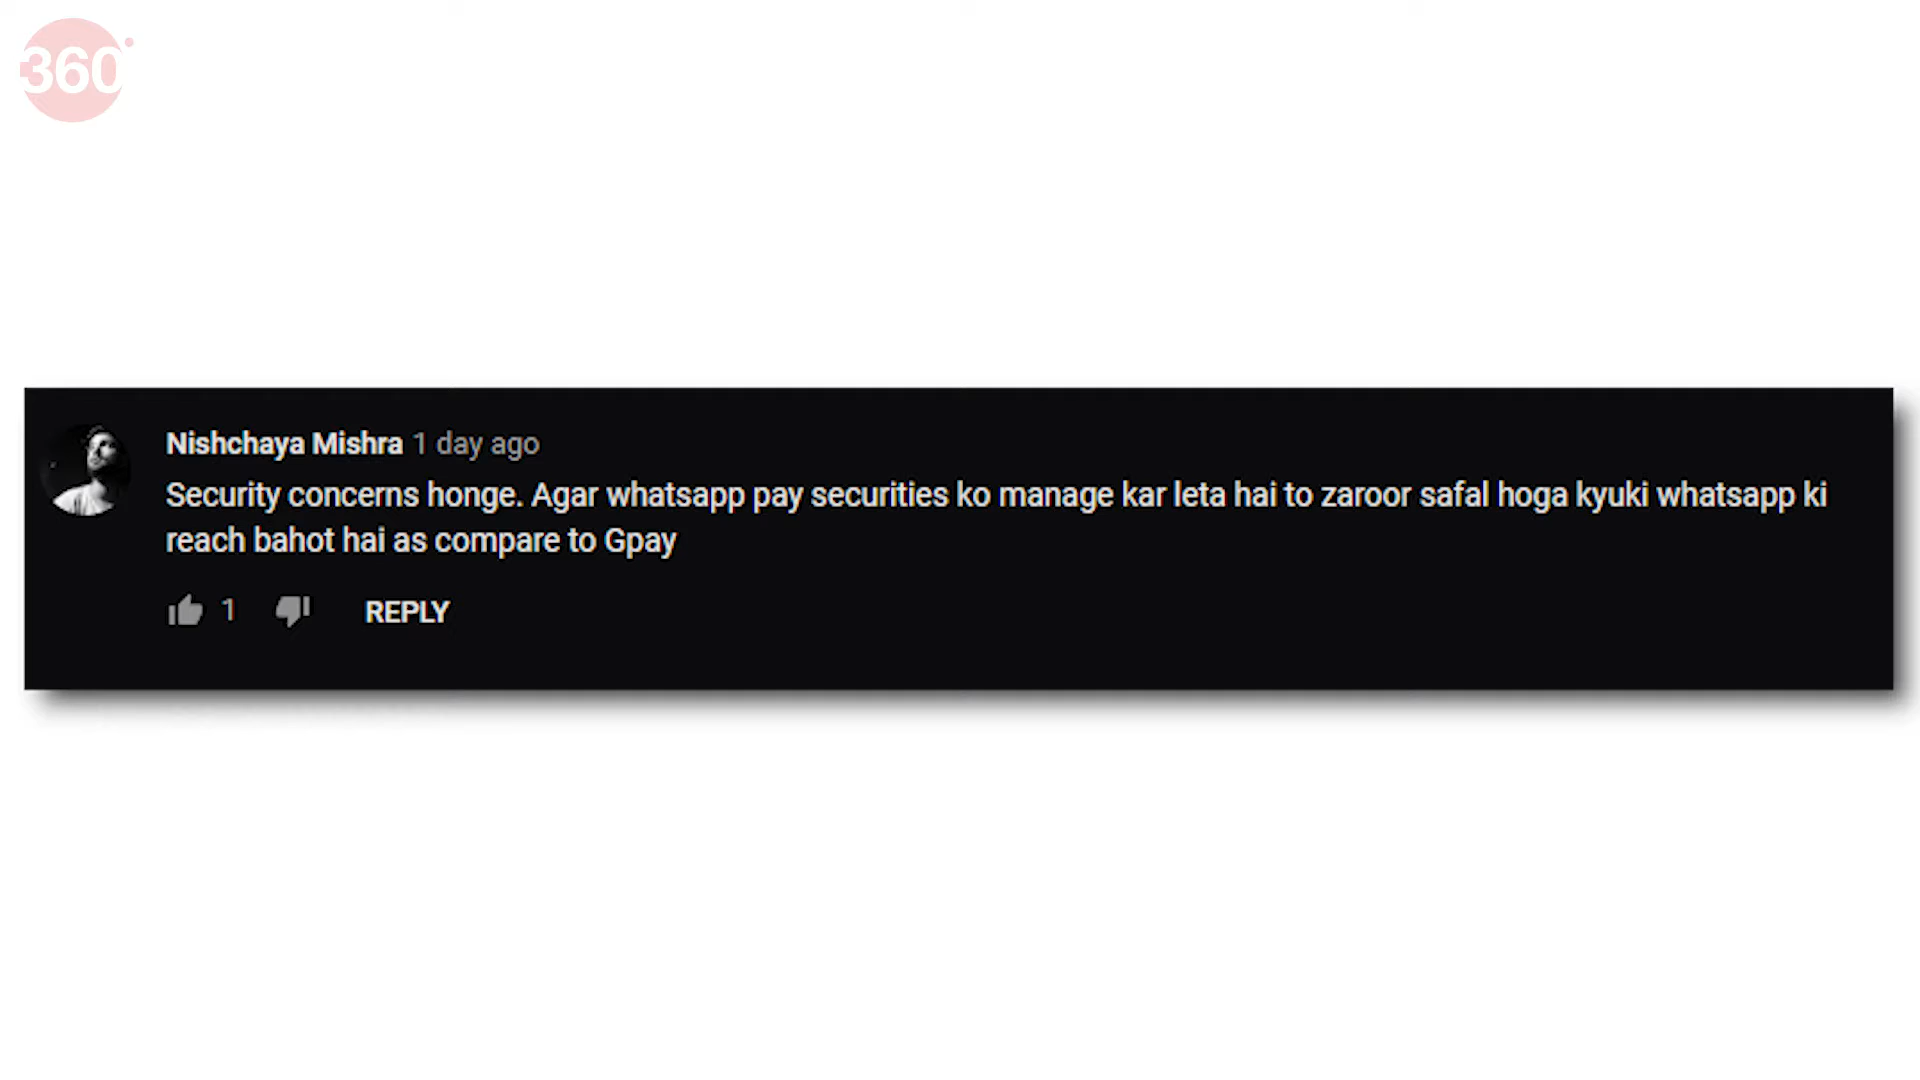 360°
Nishchaya Mishra 1 day ago
Security concerns honge. Agar whatsapp pay securities ko manage kar leta hai to zaroor safal hoga kyuki whatsapp ki
reach bahot hai as compare to Gpay
1 REPLY